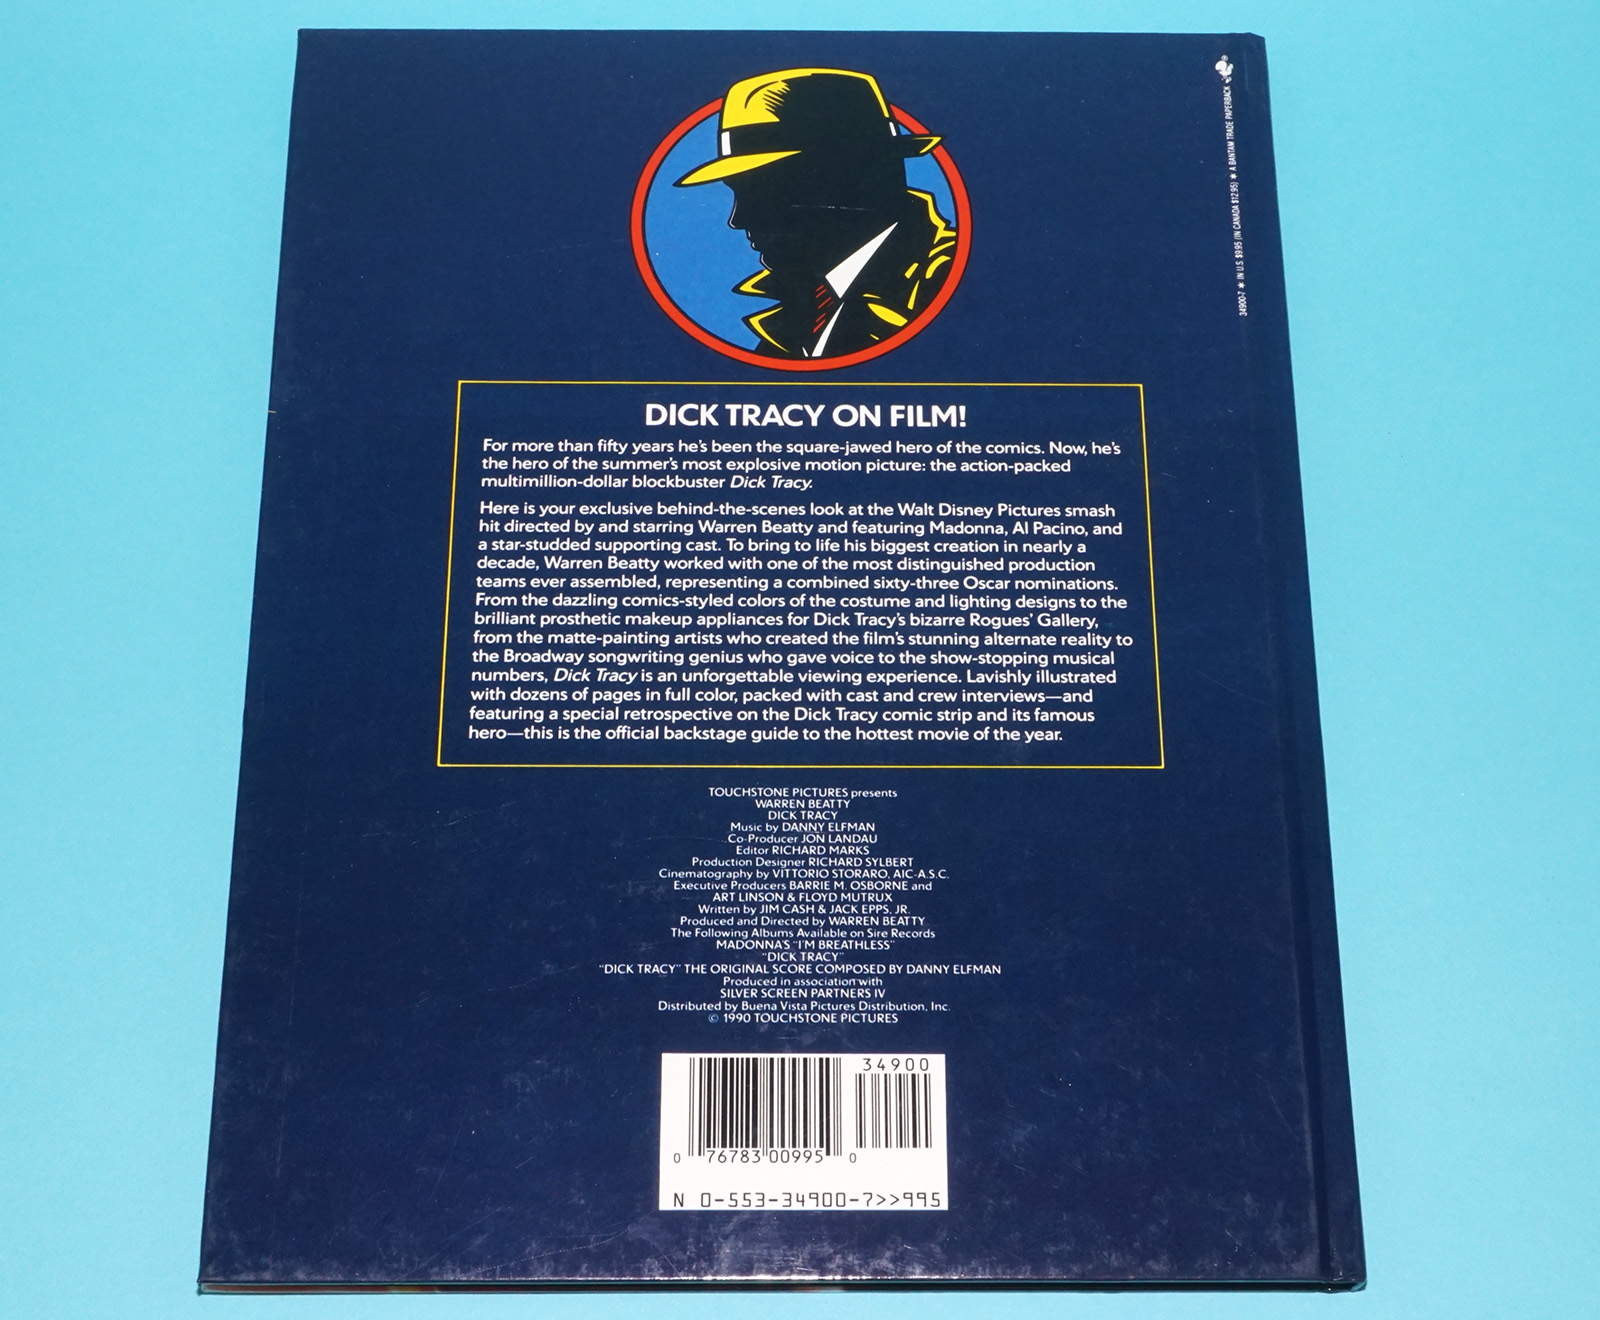 34900-7 ★ IN U.S. $9.95 (IN CANADA $12.95) ★ A BANTAM TRADE PAPERBACK
DICK TRACY ON FILM!
For more than fifty years he's been the square-jawed hero of the comics. Now, he's
the hero of the summer's most explosive motion picture: the action-packed
multimillion-dollar blockbuster Dick Tracy.
Here is your exclusive behind-the-scenes look at the Walt Disney Pictures smash
hit directed by and starring Warren Beatty and featuring Madonna, Al Pacino, and
a star-studded supporting cast. To bring to life his biggest creation in nearly a
decade, Warren Beatty worked with one of the most distinguished production
teams ever assembled, representing a combined sixty-three Oscar nominations.
From the dazzling comics-styled colors of the costume and lighting designs to the
brilliant prosthetic makeup appliances for Dick Tracy's bizarre Rogues' Gallery,
from the matte-painting artists who created the film's stunning alternate reality to
the Broadway songwriting genius who gave voice to the show-stopping musical
numbers, Dick Tracy is an unforgettable viewing experience. Lavishly illustrated
with dozens of pages in full color, packed with cast and crew interviews—and
featuring a special retrospective on the Dick Tracy comic strip and its famous
hero—this is the official backstage guide to the hottest movie of the year.
TOUCHSTONE PICTURES presents
WARREN BEATTY
DICK TRACY
Music by DANNY ELFMAN
Co-Producer JON LANDAU
Editor RICHARD MARKS
Production Designer RICHARD SYLBERT
Cinematography by VITTORIO STORARO, AIC-A.S.C.
Executive Producers BARRIE M. OSBORNE and
ART LINSON & FLOYD MUTRUX
Written by JIM CASH & JACK EPPS, JR.
Produced and Directed by WARREN BEATTY
The Following Albums Available on Sire Records
MADONNA'S "I'M BREATHLESS"
"DICK TRACY"
"DICK TRACY" THE ORIGINAL SCORE COMPOSED BY DANNY ELFMAN
Produced in association with
SILVER SCREEN PARTNERS IV
Distributed by Buena Vista Pictures Distribution, Inc.
© 1990 TOUCHSTONE PICTURES
34900
0 76783 00995 0
N 0-553-34900-7>>995